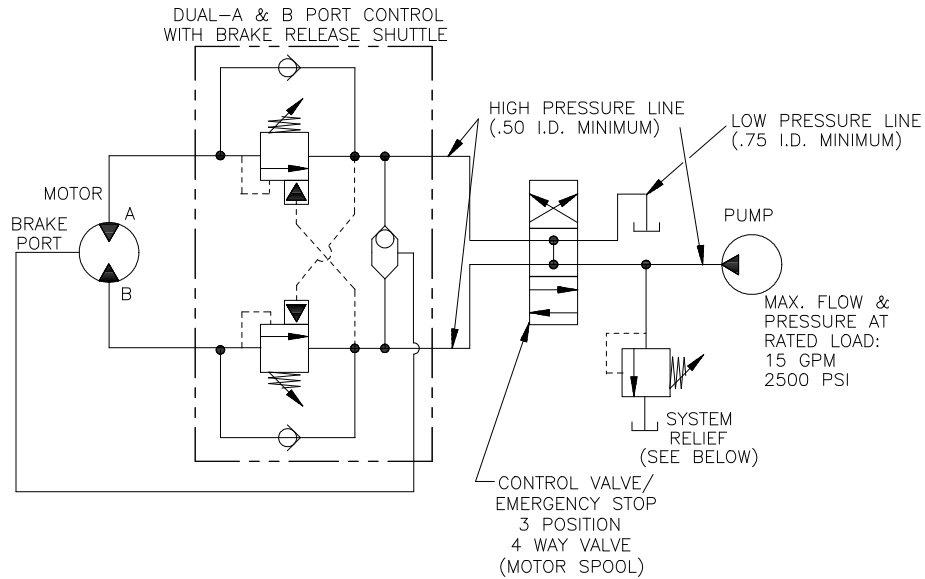 DUAL-A & B PORT CONTROL
WITH BRAKE RELEASE SHUTTLE
HIGH PRESSURE LINE
(.50 I.D. MINIMUM)
LOW PRESSURE LINE
(.75 I.D. MINIMUM)
MOTOR
A
BRAKE
PORT
B
PUMP
MAX. FLOW &
PRESSURE AT
RATED LOAD:
15 GPM
2500 PSI
SYSTEM
RELIEF
(SEE BELOW)
CONTROL VALVE/
EMERGENCY STOP
3 POSITION
4 WAY VALVE
(MOTOR SPOOL)